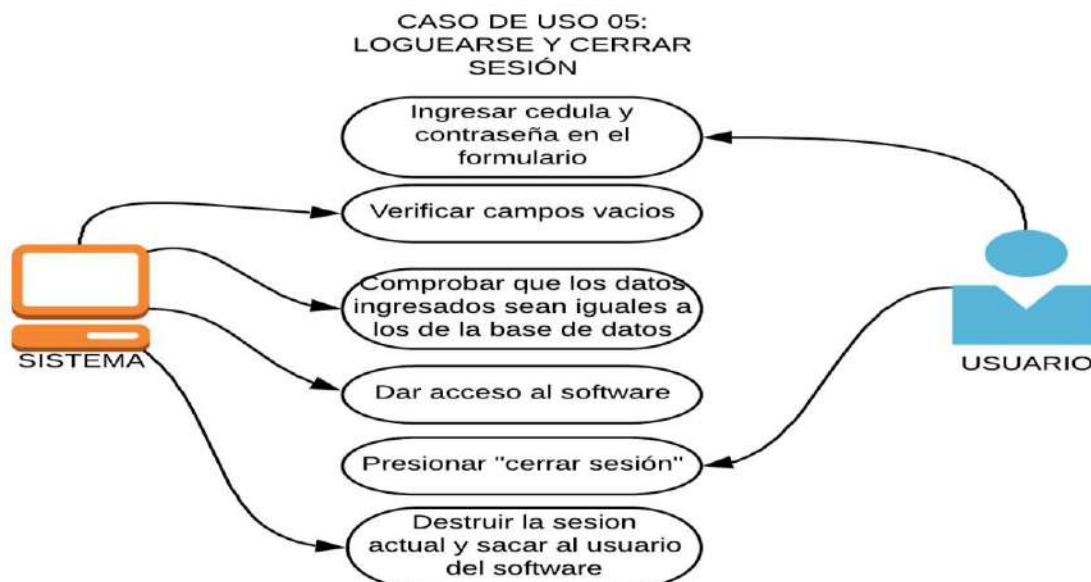 CASO DE USO 05:
LOGUEARSE Y CERRAR
SESIÓN
Ingresar cedula y
contraseña en el
formulario
Verificar campos vacios
Comprobar que los datos
ingresados sean iguales a
los de la base de datos
SISTEMA
USUARIO
Dar acceso al software
Presionar "cerrar sesión"
Destruir la sesion
actual y sacar al usuario
del software